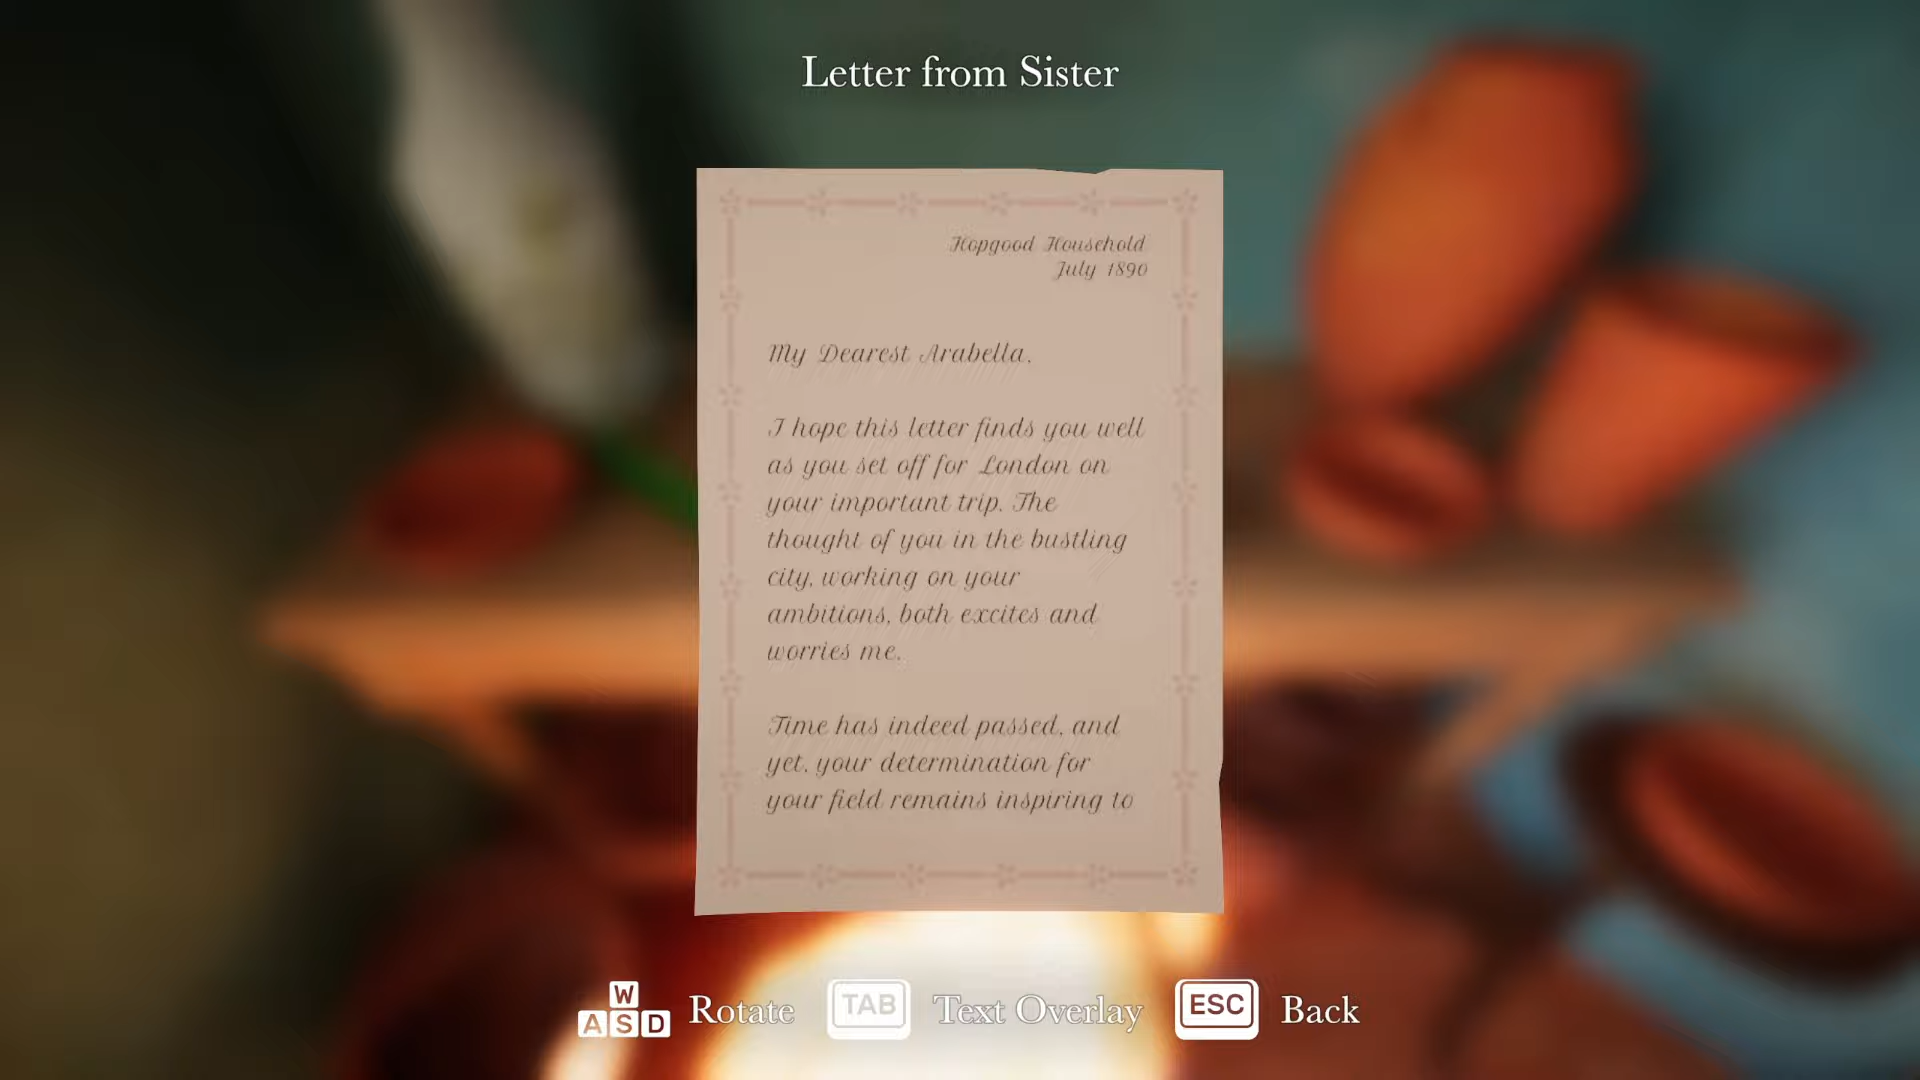 Letter from Sister
Hopgood Household
July 1890
My Dearest Arabella,
I hope this letter finds you well
as you set off for London on
your important trip. The
thought of you in the bustling
city, working on your
ambitions, both excites and
worries me.
Time has indeed passed, and
yet, your determination for
your field remains inspiring to
W
A S D Rotate TAB Text Overlay ESC Back